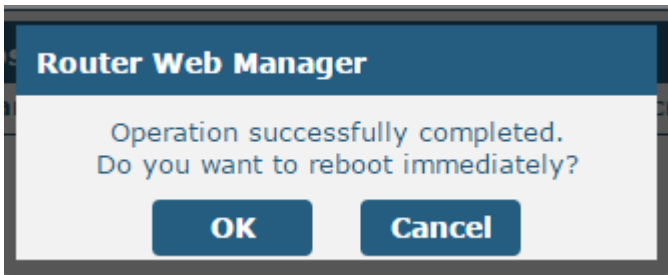 Router Web Manager
Operation successfully completed.
Do you want to reboot immediately?
OK Cancel